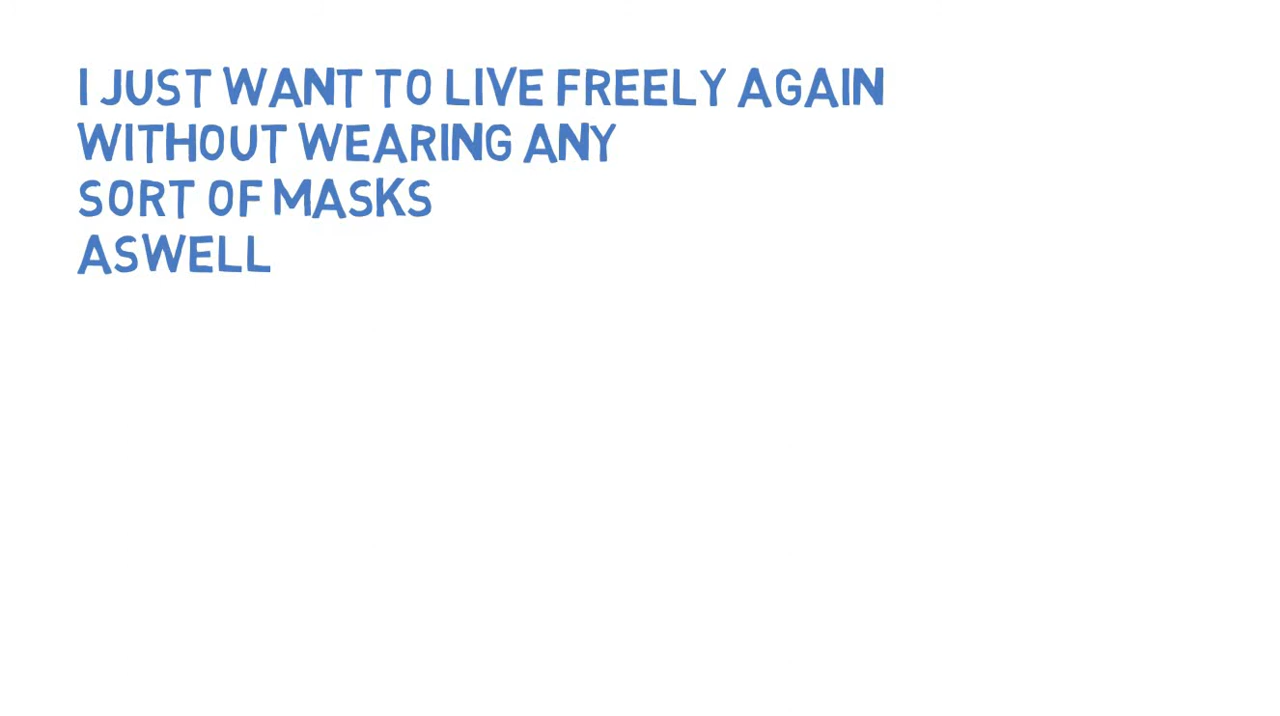 I JUST WANT TO LIVE FREELY AGAIN
WITHOUT WEARING ANY
SORT OF MASKS
ASWELL